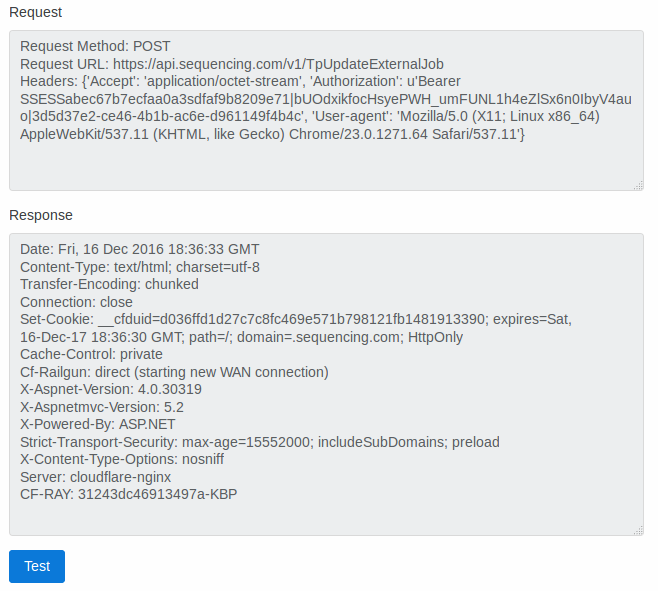 Request
Request Method: POST
Request URL: https://api.sequencing.com/v1/TpUpdateExternalJob
Headers: {'Accept': 'application/octet-stream', 'Authorization': u'Bearer
SSESSabec67b7ecfaa0a3sdfaf9b8209e71|bUOdxikfocHsyePWH_umFUNL1h4eZlSx6n0IbyV4au
o|3d5d37e2-ce46-4b1b-ac6e-d961149f4b4c', 'User-agent': 'Mozilla/5.0 (X11; Linux x86_64)
AppleWebKit/537.11 (KHTML, like Gecko) Chrome/23.0.1271.64 Safari/537.11'}
Response
Date: Fri, 16 Dec 2016 18:36:33 GMT
Content-Type: text/html; charset=utf-8
Transfer-Encoding: chunked
Connection: close
Set-Cookie: __cfduid=d036ffd1d27c7c8fc469e571b798121fb1481913390; expires=Sat,
16-Dec-17 18:36:30 GMT; path=/; domain=.sequencing.com; HttpOnly
Cache-Control: private
Cf-Railgun: direct (starting new WAN connection)
X-Aspnet-Version: 4.0.30319
X-Aspnetmvc-Version: 5.2
X-Powered-By: ASP.NET
Strict-Transport-Security: max-age=15552000; includeSubDomains; preload
X-Content-Type-Options: nosniff
Server: cloudflare-nginx
CF-RAY: 31243dc46913497a-KBP
Test